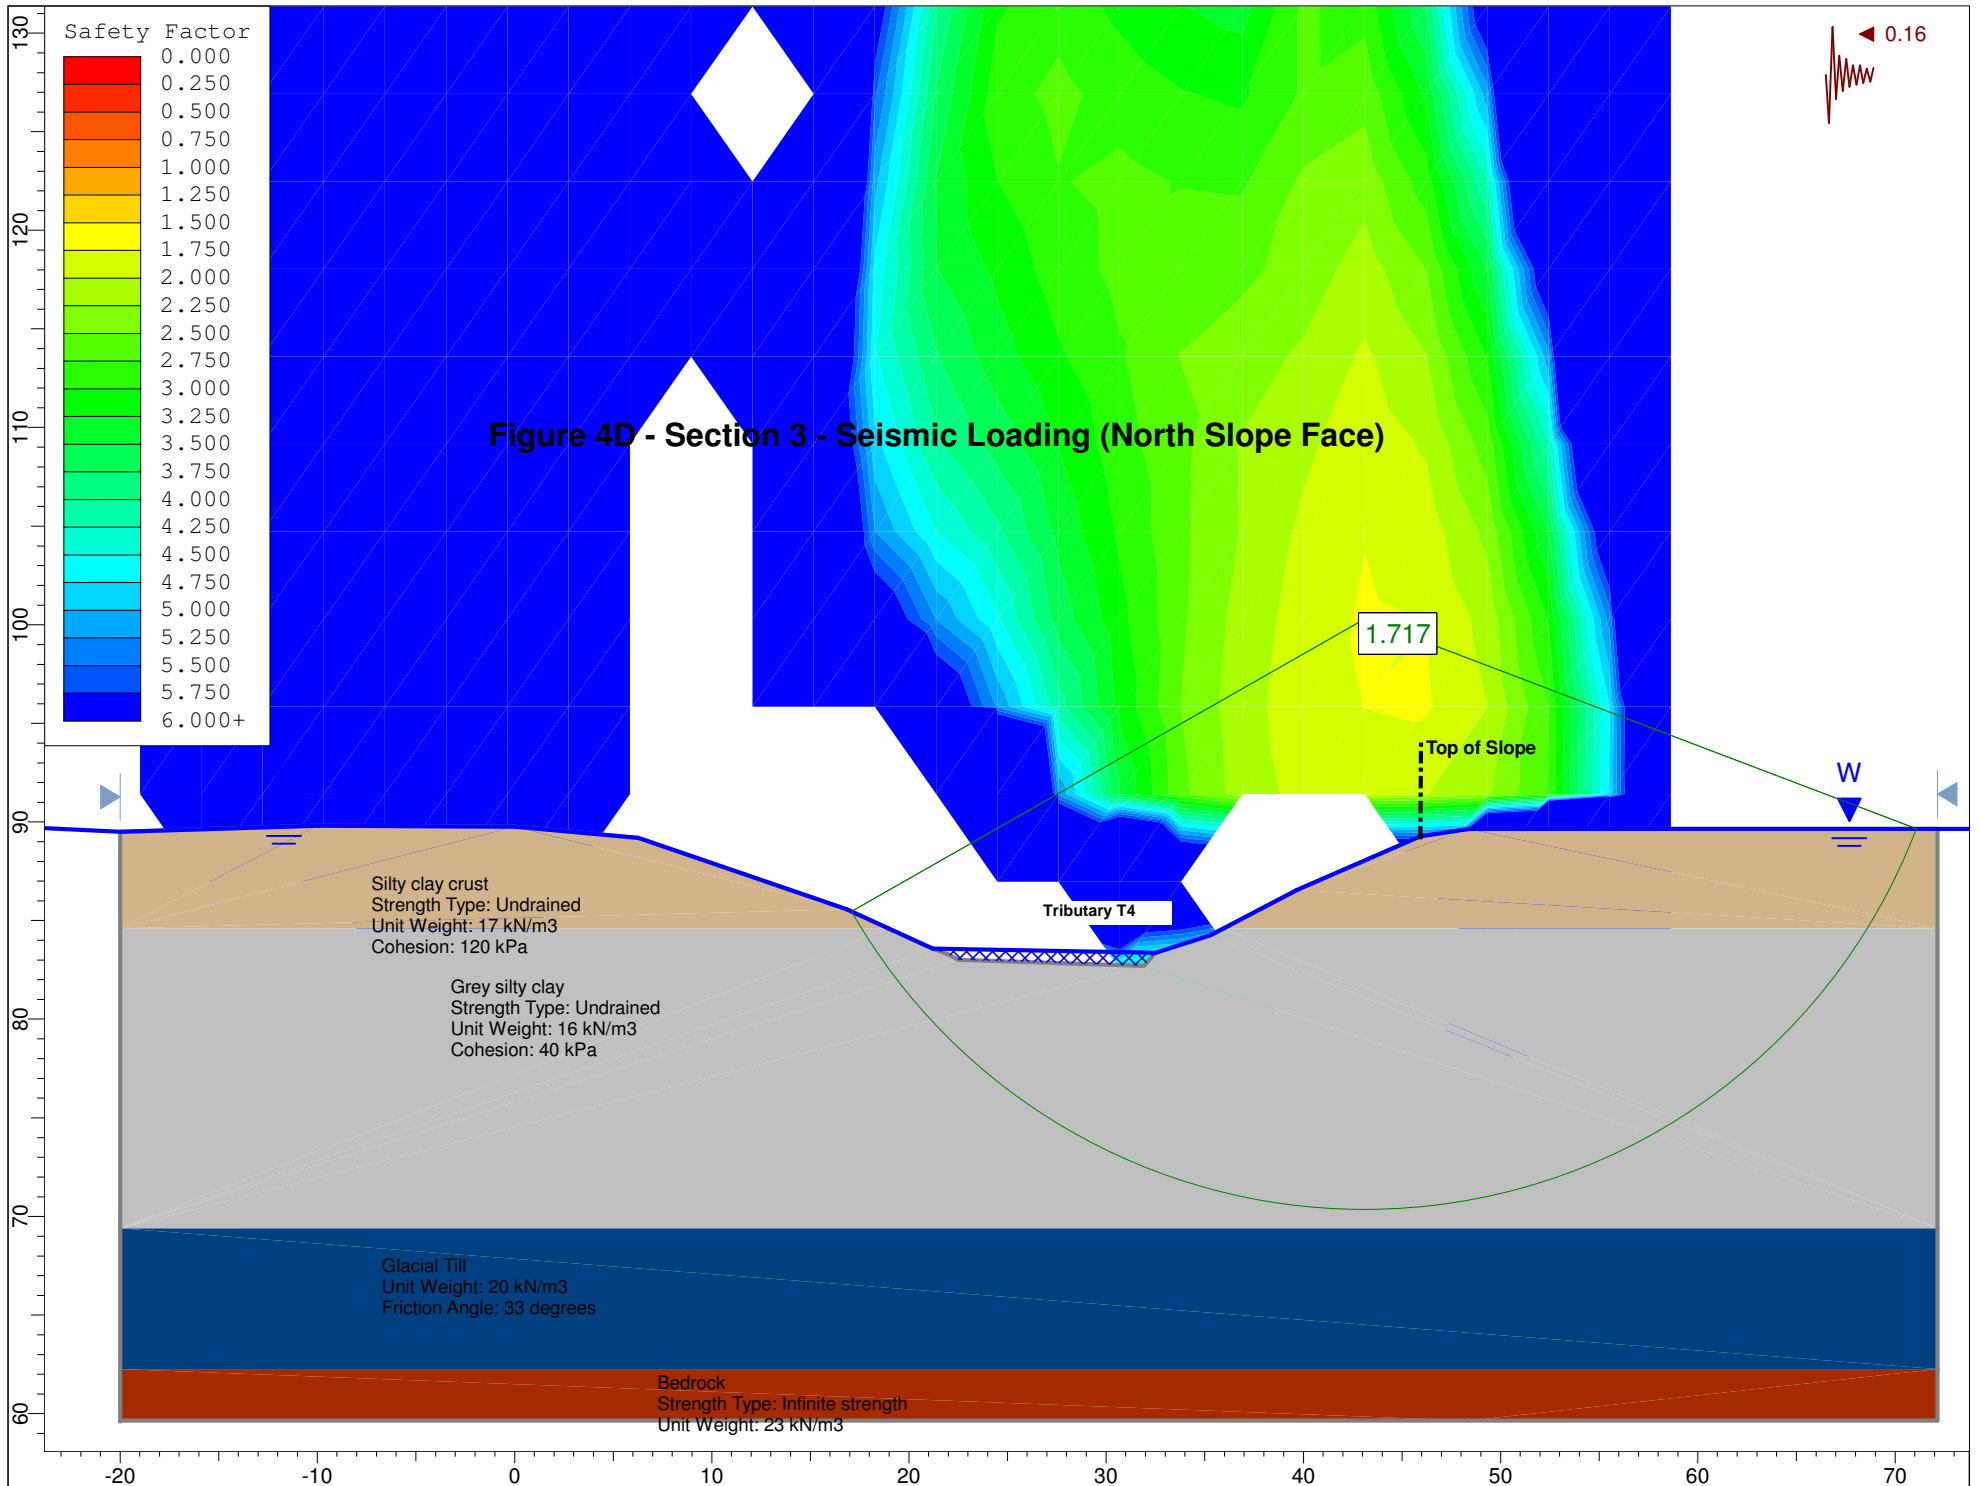 Safety Factor
0.000
0.250
0.500
0.750
1.000
1.250
1.500
1.750
2.000
2.250
2.500
2.750
3.000
3.250
3.500
3.750
4.000
4.250
4.500
4.750
5.000
5.250
5.500
5.750
6.000+
0.16
Figure 4D - Section 3 - Seismic Loading (North Slope Face)
1.717
Top of Slope
W
Tributary T4
Silty clay crust
Strength Type: Undrained
Unit Weight: 17 kN/m3
Cohesion: 120 kPa
Grey silty clay
Strength Type: Undrained
Unit Weight: 16 kN/m3
Cohesion: 40 kPa
Glacial Till
Unit Weight: 20 kN/m3
Friction Angle: 33 degrees
Bedrock
Strength Type: Infinite strength
Unit Weight: 23 kN/m3
130
120
110
100
90
80
70
60
-20 -10 0 10 20 30 40 50 60 70